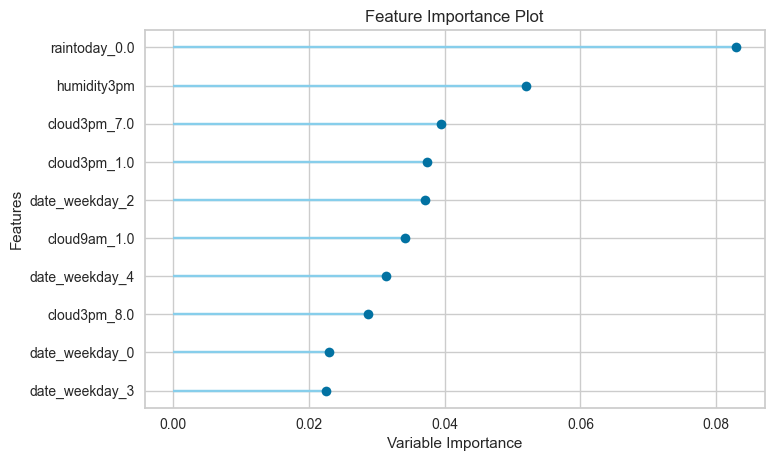 Feature Importance Plot
Features
raintoday_0.0
humidity3pm
cloud3pm_7.0
cloud3pm_1.0
date_weekday_2
cloud9am_1.0
date_weekday_4
cloud3pm_8.0
date_weekday_0
date_weekday_3
0.00 0.02 0.04 0.06 0.08
Variable Importance